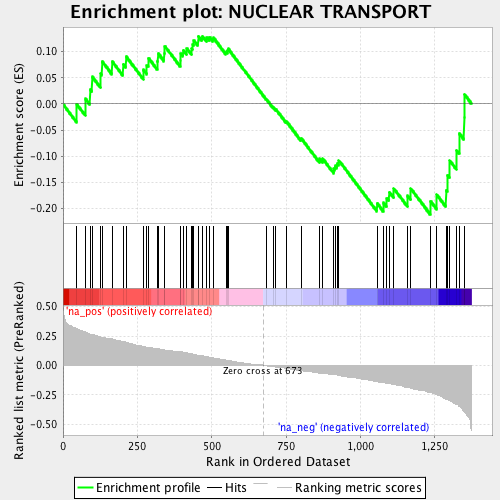 Enrichment plot: NUCLEAR TRANSPORT
Enrichment score (ES)
0.10
0.05
0.00
-0.05
-0.10
-0.15
-0.20
Ranked list metric (PreRanked)
0.50
0.25
0.00
-0.25
-0.50
'na_pos' (positively correlated)
Zero cross at 673
'na_neg' (negatively correlated)
0
250
500
750
1,000
1,250
Rank in Ordered Dataset
Enrichment profile
Hits
Ranking metric scores